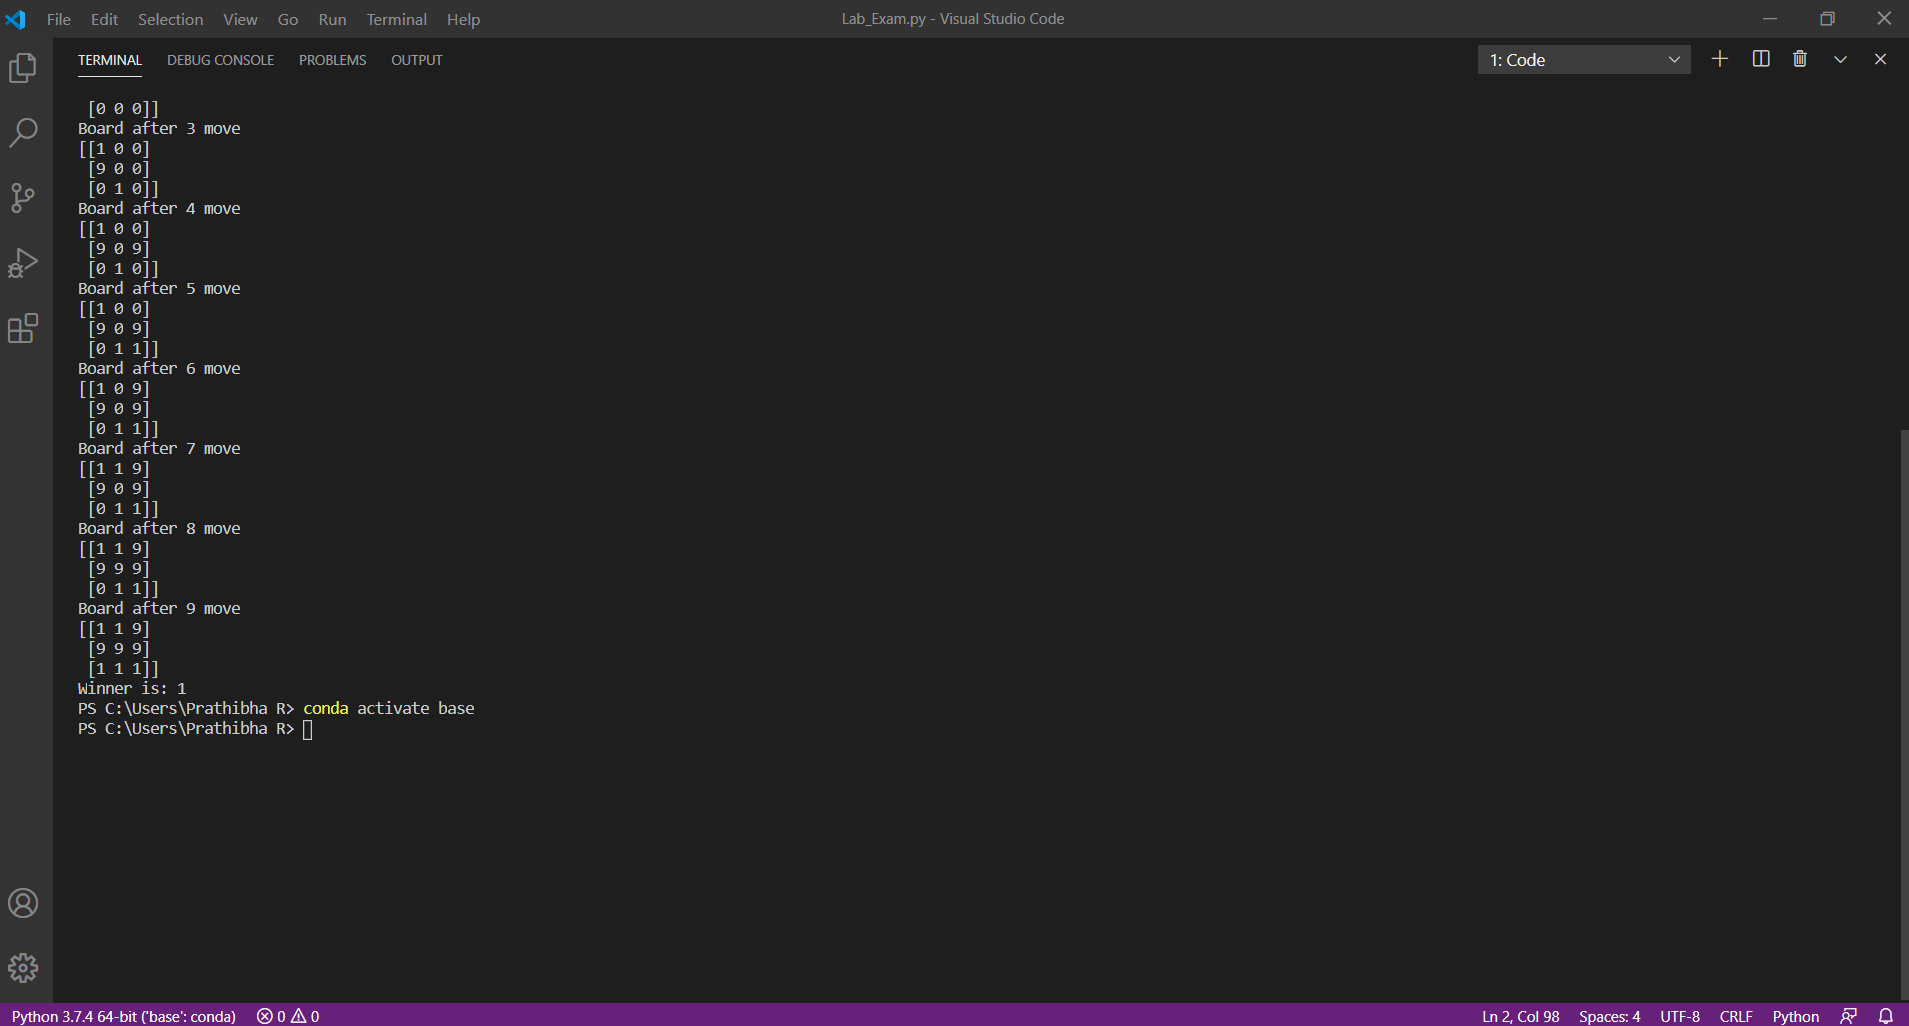 File Edit Selection View Go Run Terminal Help Lab_Exam.py - Visual Studio Code
TERMINAL DEBUG CONSOLE PROBLEMS OUTPUT 1: Code
[0 0 0]]
Board after 3 move
[[1 0 0]
[9 0 0]
[0 1 0]]
Board after 4 move
[[1 0 0]
[9 0 9]
[0 1 0]]
Board after 5 move
[[1 0 0]
[9 0 9]
[0 1 1]]
Board after 6 move
[[1 0 9]
[9 0 9]
[0 1 1]]
Board after 7 move
[[1 1 9]
[9 0 9]
[0 1 1]]
Board after 8 move
[[1 1 9]
[9 9 9]
[0 1 1]]
Board after 9 move
[[1 1 9]
[9 9 9]
[1 1 1]]
Winner is: 1
PS C:\Users\Prathibha R> conda activate base
PS C:\Users\Prathibha R>
Python 3.7.4 64-bit ('base': conda) 0 0 Ln 2, Col 98 Spaces: 4 UTF-8 CRLF Python